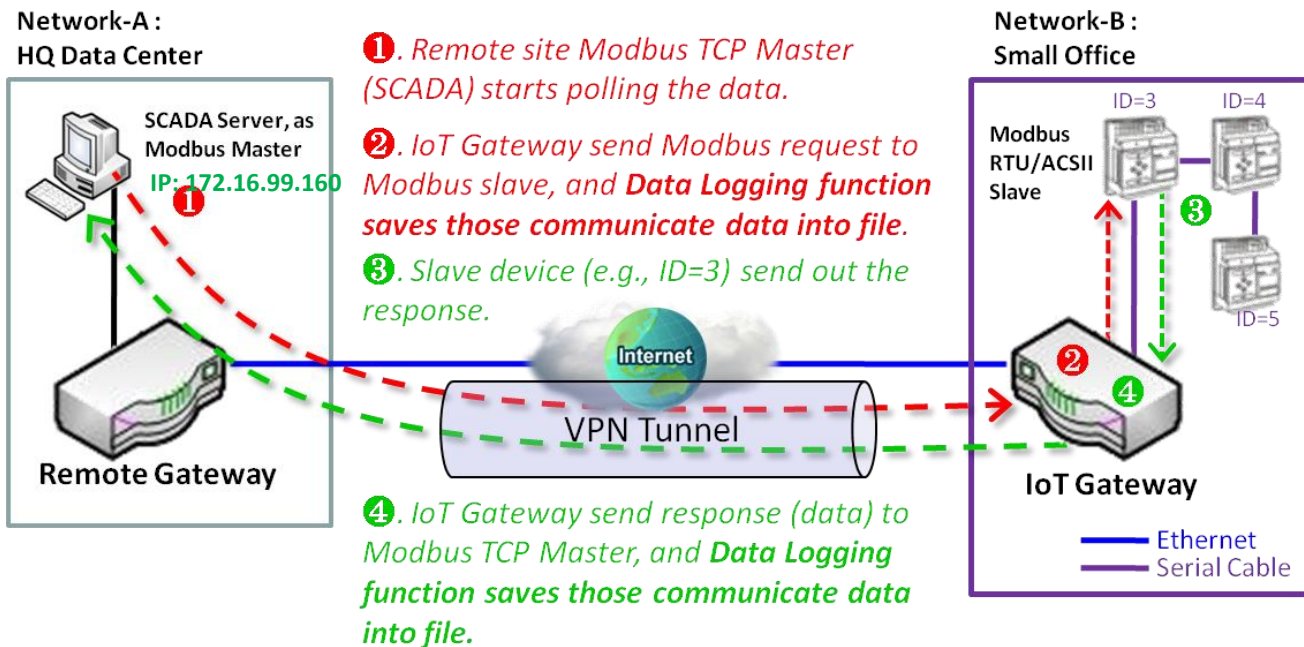 Network-A :
HQ Data Center
SCADA Server, as
Modbus Master
IP: 172.16.99.160
❶
Remote Gateway
❶. Remote site Modbus TCP Master
(SCADA) starts polling the data.
❷. IoT Gateway send Modbus request to
Modbus slave, and Data Logging function
saves those communicate data into file.
❸. Slave device (e.g., ID=3) send out the
response.
Internet
VPN Tunnel
❹. IoT Gateway send response (data) to
Modbus TCP Master, and Data Logging
function saves those communicate data
into file.
Network-B :
Small Office
ID=3
ID=4
Modbus
RTU/ACSII
Slave
❸
ID=5
❷
❹
IoT Gateway
Ethernet
Serial Cable